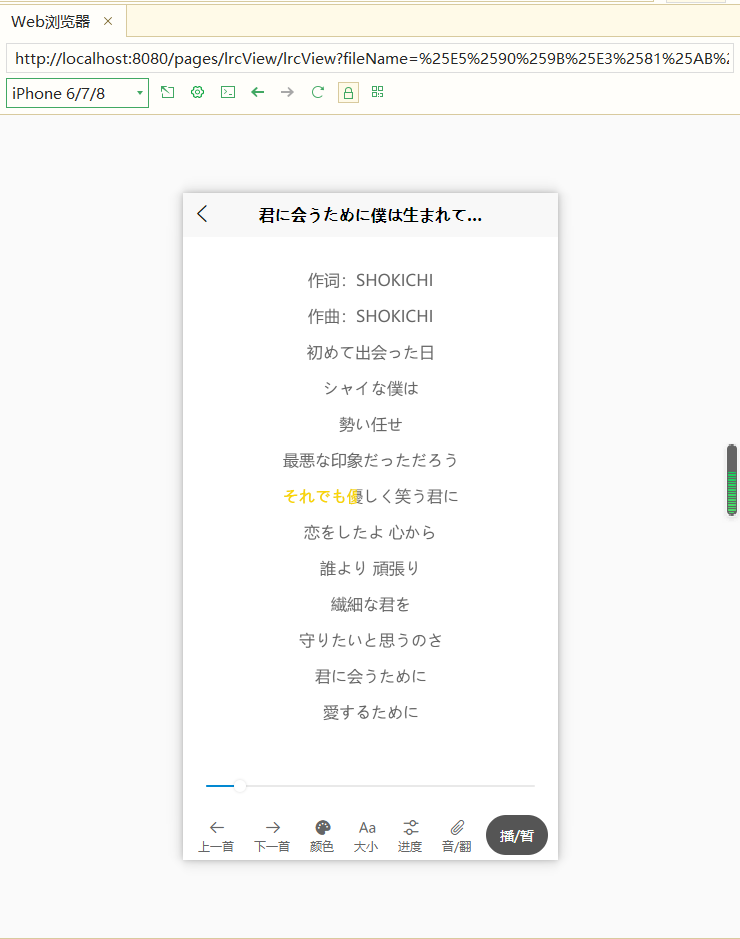 Web浏览器
http://localhost:8080/pages/lrcView/lrcView?fileName=%25E5%2590%259B%25E3%2581%25AB%2
iPhone 6/7/8
君に会うために僕は生まれて...
作词：SHOKICHI
作曲：SHOKICHI
初めて出会った日
シャイな僕は
勢い任せ
最悪な印象だっただろう
それでも優しく笑う君に
恋をしたよ 心から
誰より 頑張り
繊細な君を
守りたいと思うのさ
君に会うために
愛するために
上一首 下一首 颜色 Aa 大小 进度 音/翻 播/暂